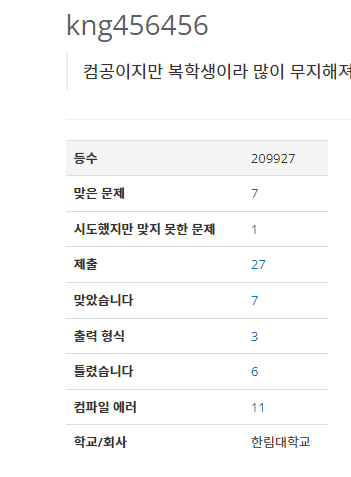 kng456456
컴공이지만 복학생이라 많이 무지해져
등수 209927
맞은 문제 7
시도했지만 맞지 못한 문제 1
제출 27
맞았습니다 7
출력 형식 3
틀렸습니다 6
컴파일 에러 11
학교/회사 한림대학교